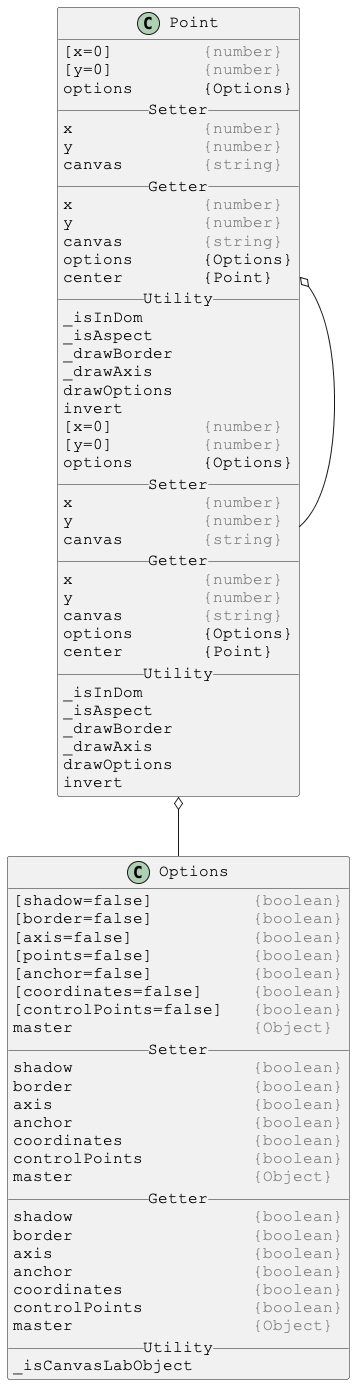 C Point
[x=0] {number}
[y=0] {number}
options {Options}
Setter
x {number}
y {number}
canvas {string}
Getter
x {number}
y {number}
canvas {string}
options {Options}
center {Point}
Utility
_isInDom
_isAspect
_drawBorder
_drawAxis
drawOptions
invert
[x=0] {number}
[y=0] {number}
options {Options}
Setter
x {number}
y {number}
canvas {string}
Getter
x {number}
y {number}
canvas {string}
options {Options}
center {Point}
Utility
_isInDom
_isAspect
_drawBorder
_drawAxis
drawOptions
invert
C Options
[shadow=false] {boolean}
[border=false] {boolean}
[axis=false] {boolean}
[points=false] {boolean}
[anchor=false] {boolean}
[coordinates=false] {boolean}
[controlPoints=false] {boolean}
master {Object}
Setter
shadow {boolean}
border {boolean}
axis {boolean}
anchor {boolean}
coordinates {boolean}
controlPoints {boolean}
master {Object}
Getter
shadow {boolean}
border {boolean}
axis {boolean}
anchor {boolean}
coordinates {boolean}
controlPoints {boolean}
master {Object}
Utility
_isCanvasLabObject